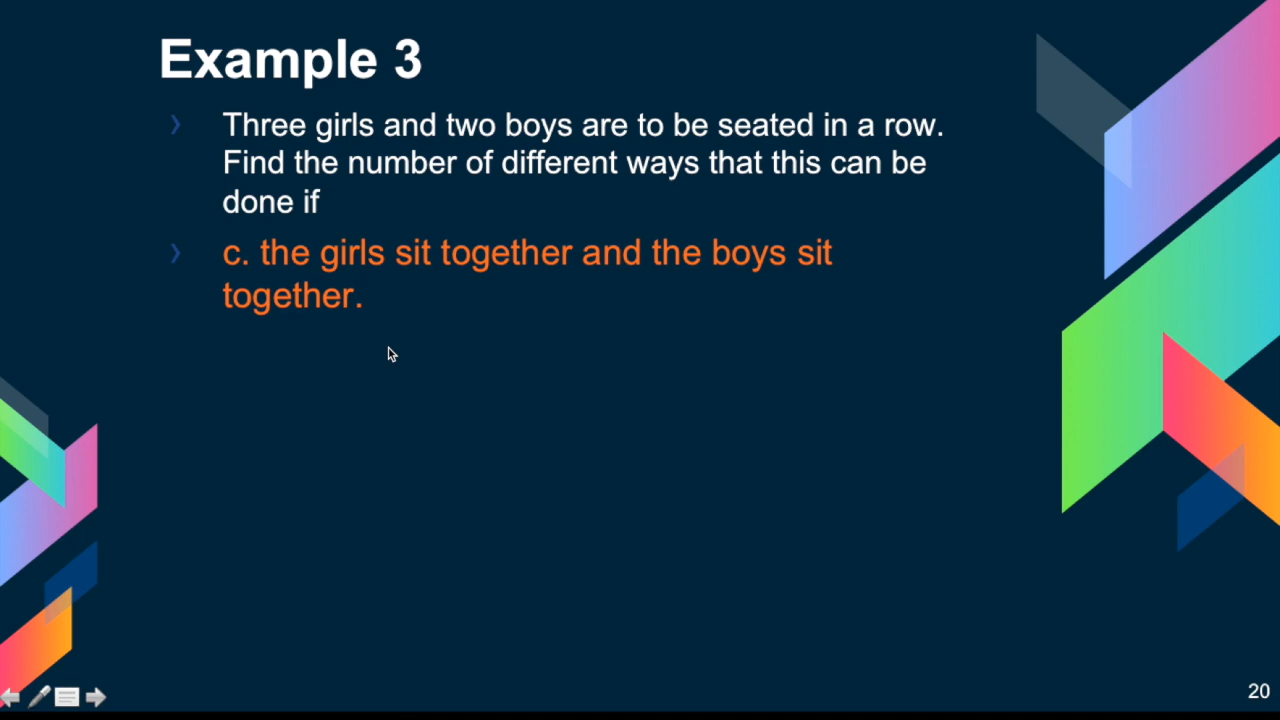 Example 3
› Three girls and two boys are to be seated in a row.
Find the number of different ways that this can be
done if
› c. the girls sit together and the boys sit
together.
20